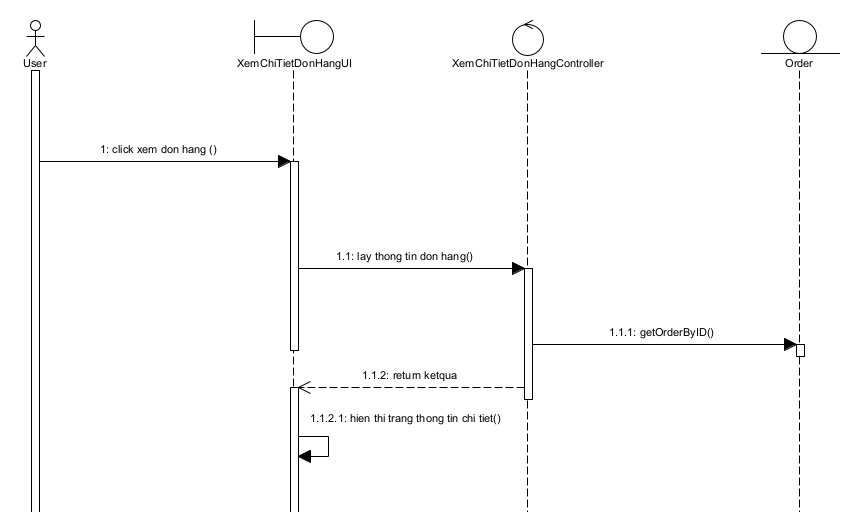 User
XemChiTietDonHangUI
XemChiTietDonHangController
Order
1: click xem don hang ()
1.1: lay thong tin don hang()
1.1.1: getOrderByID()
1.1.2: return ketqua
1.1.2.1: hien thi trang thong tin chi tiet()